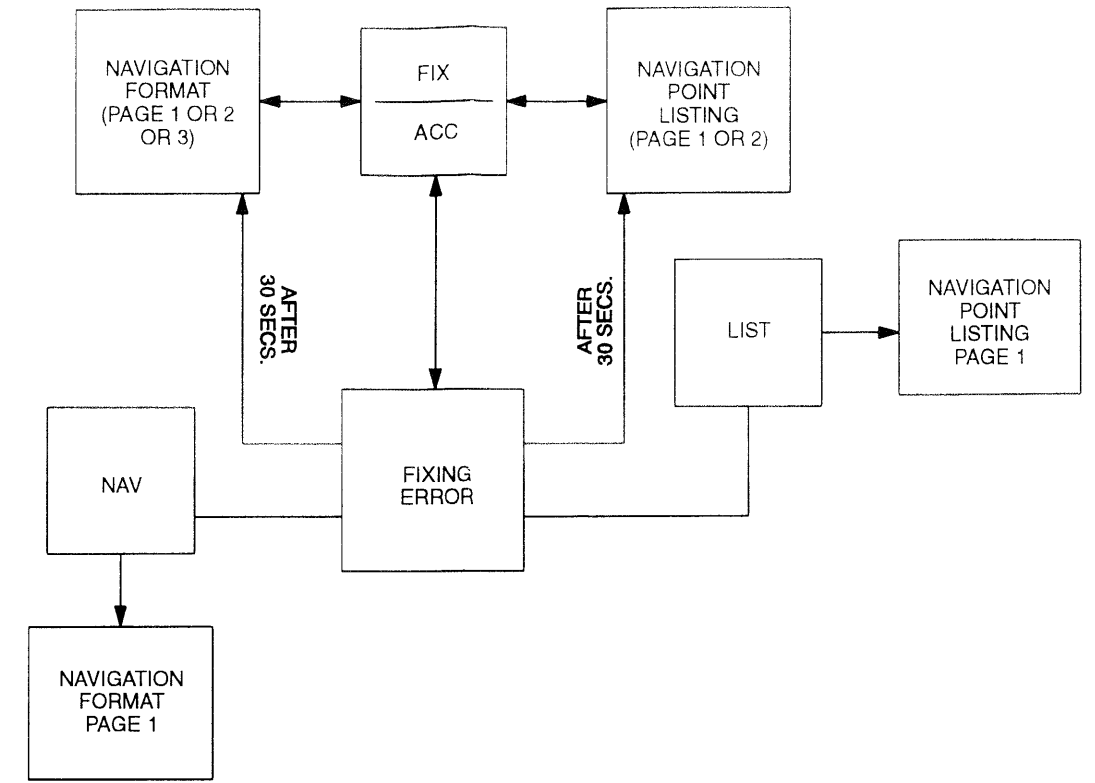 NAVIGATION
FORMAT
(PAGE 1 OR 2
OR 3)
FIX
ACC
NAVIGATION
POINT
LISTING
(PAGE 1 OR 2)
AFTER
30 SECS.
AFTER
30 SECS.
LIST
NAVIGATION
POINT
LISTING
PAGE 1
NAV
FIXING
ERROR
NAVIGATION
FORMAT
PAGE 1